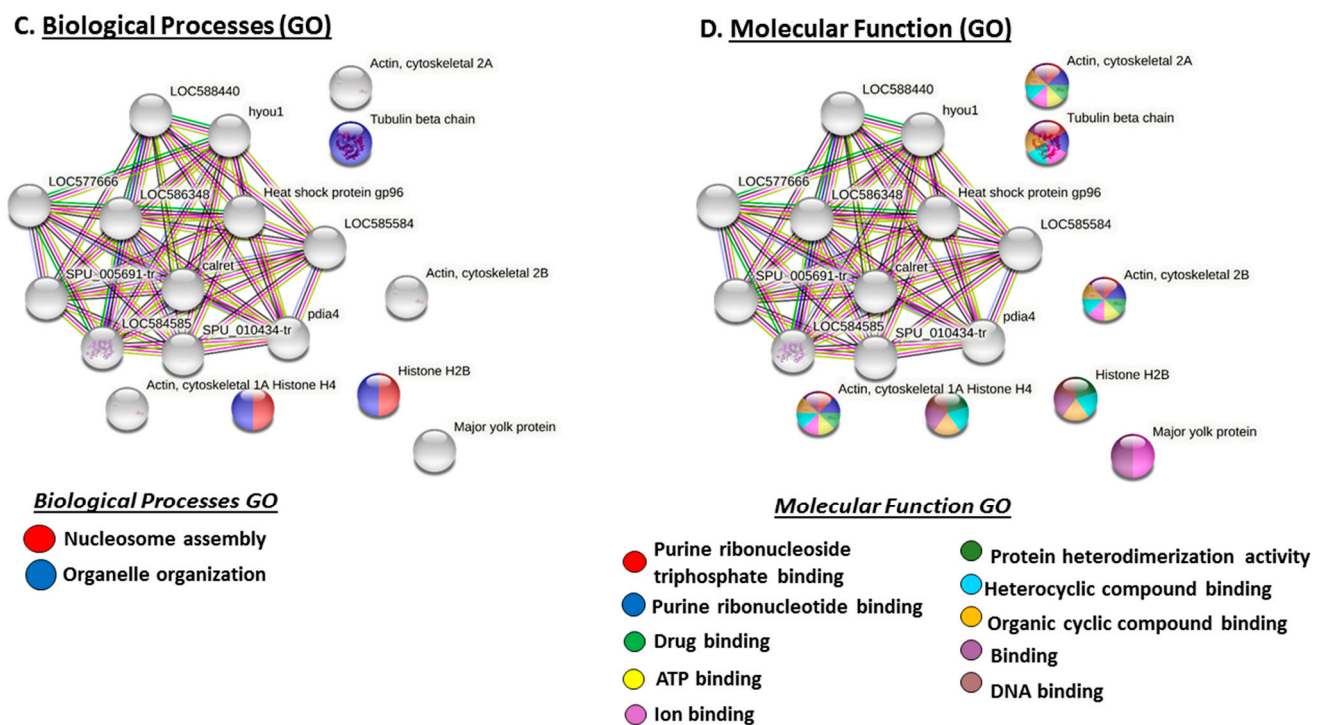 C. Biological Processes (GO)
Actin, cytoskeletal 2A
LOC588440
hyou1
Tubulin beta chain
LOC577666
LOC586348
Heat shock protein gp96
LOC585584
SPU_005691-tr
calret
Actin, cytoskeletal 2B
LOC584585
SPU_010434-tr
pdia4
Actin, cytoskeletal 1A
Histone H4
Histone H2B
Major yolk protein
Biological Processes GO
Nucleosome assembly
Organelle organization
D. Molecular Function (GO)
Actin, cytoskeletal 2A
LOC588440
hyou1
Tubulin beta chain
LOC577666
LOC586348
Heat shock protein gp96
LOC585584
SPU_005691-tr
calret
Actin, cytoskeletal 2B
LOC584585
SPU_010434-tr
pdia4
Actin, cytoskeletal 1A
Histone H4
Histone H2B
Major yolk protein
Molecular Function GO
Purine ribonucleoside
triphosphate binding
Purine ribonucleotide binding
Drug binding
ATP binding
Ion binding
Protein heterodimerization activity
Heterocyclic compound binding
Organic cyclic compound binding
Binding
DNA binding